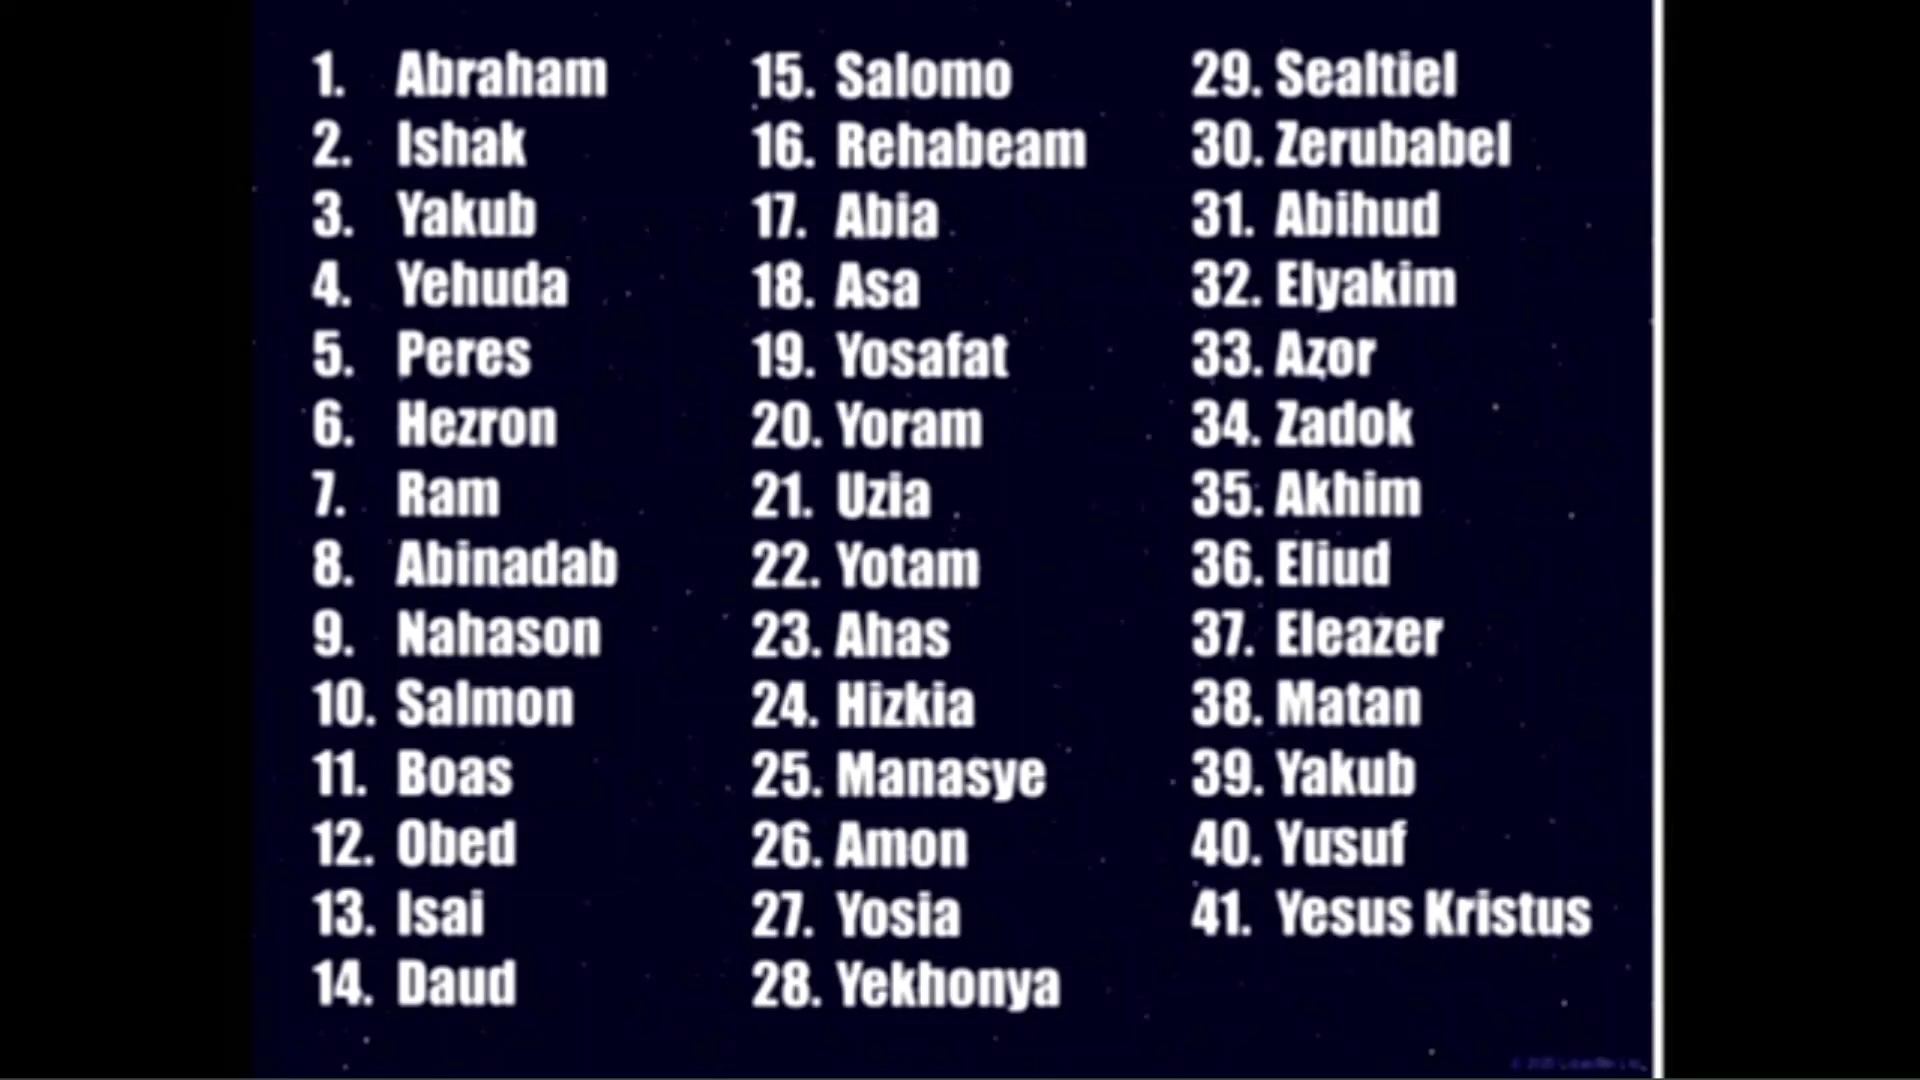 1. Abraham
2. Ishak
3. Yakub
4. Yehuda
5. Peres
6. Hezron
7. Ram
8. Abinadab
9. Nahason
10. Salmon
11. Boas
12. Obed
13. Isai
14. Daud
15. Salomo
16. Rehabeam
17. Abia
18. Asa
19. Yosafat
20. Yoram
21. Uzia
22. Yotam
23. Ahas
24. Hizkia
25. Manasye
26. Amon
27. Yosia
28. Yekhonya
29. Sealtiel
30. Zerubabel
31. Abihud
32. Elyakim
33. Azor
34. Zadok
35. Akhim
36. Eliud
37. Eleazer
38. Matan
39. Yakub
40. Yusuf
41. Yesus Kristus